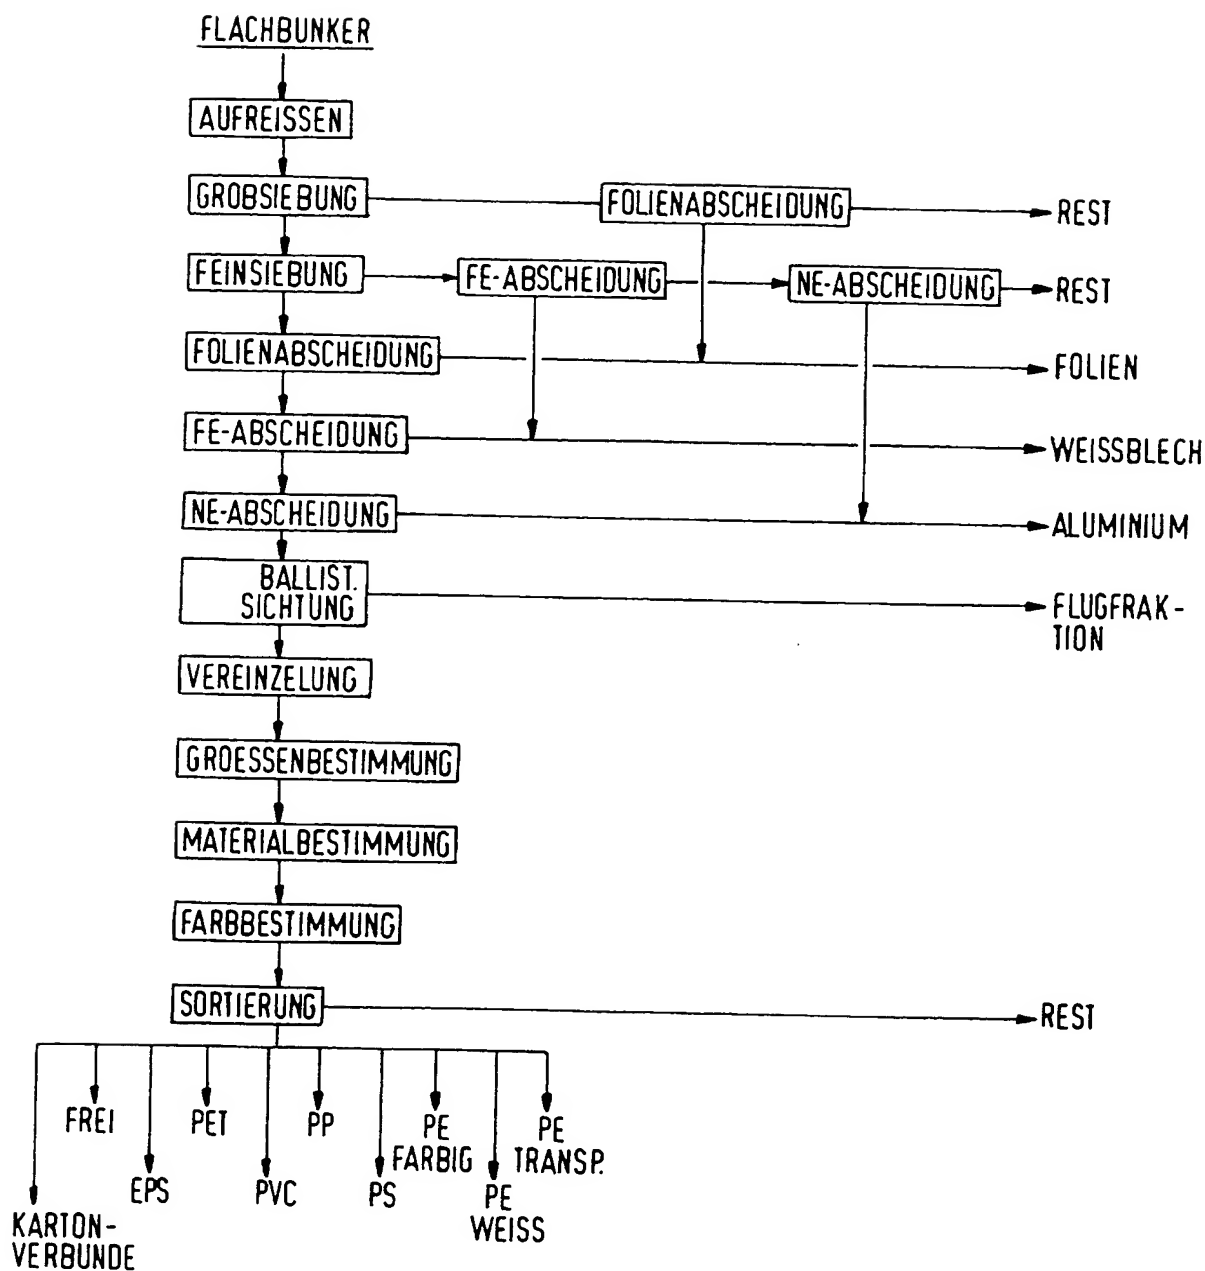 FLACHBUNKER
AUFREISSEN
GROBSIEBUNG
FOLIENABSCHEIDUNG
REST
FEINSIEBUNG
FE-ABSCHEIDUNG
NE-ABSCHEIDUNG
REST
FOLIENABSCHEIDUNG
FOLIEN
FE-ABSCHEIDUNG
WEISSBLECH
NE-ABSCHEIDUNG
ALUMINIUM
BALLIST.
SICHTUNG
FLUGFRAK-
TION
VEREINZELUNG
GROESSENBESTIMMUNG
MATERIALBESTIMMUNG
FARBBESTIMMUNG
SORTIERUNG
REST
KARTON-
VERBUNDE
FREI
EPS
PET
PVC
PP
PS
PE
FARBIG
PE
WEISS
PE
TRANSP.